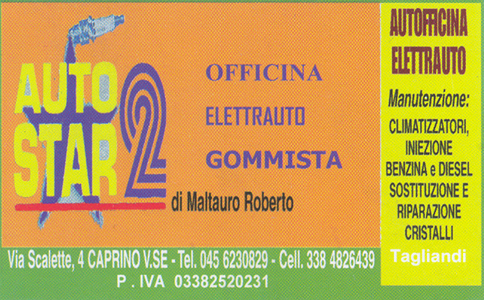 AUTO
STAR 2
OFFICINA
ELETTRAUTO
GOMMISTA
di Maltauro Roberto
AUTOFFICINA
ELETTRAUTO
Manutenzione:
CLIMATIZZATORI,
INIEZIONE
BENZINA e DIESEL
SOSTITUZIONE E
RIPARAZIONE
CRISTALLI
Tagliandi
Via Scalette, 4 CAPRINO V.SE - Tel. 045 6230829 - Cell. 338 4826439
P. IVA 03382520231